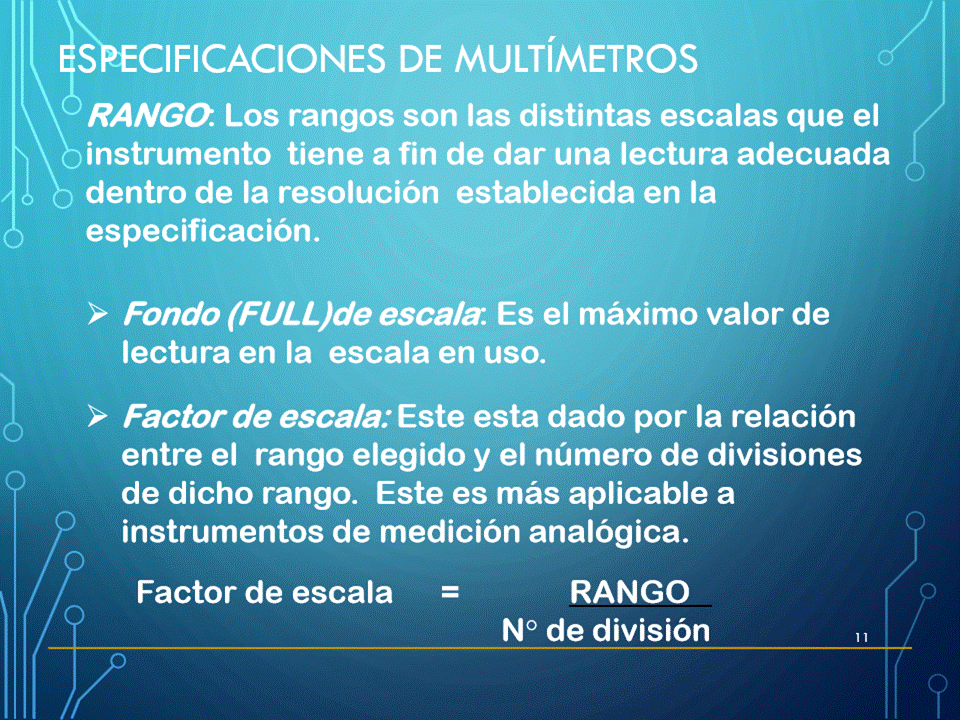 ESPECIFICACIONES DE MULTÍMETROS
RANGO: Los rangos son las distintas escalas que el
instrumento tiene a fin de dar una lectura adecuada
dentro de la resolución establecida en la
especificación.
➢ Fondo (FULL)de escala: Es el máximo valor de
lectura en la escala en uso.
➢ Factor de escala: Este esta dado por la relación
entre el rango elegido y el número de divisiones
de dicho rango. Este es más aplicable a
instrumentos de medición analógica.
Factor de escala = RANGO
N° de división
11